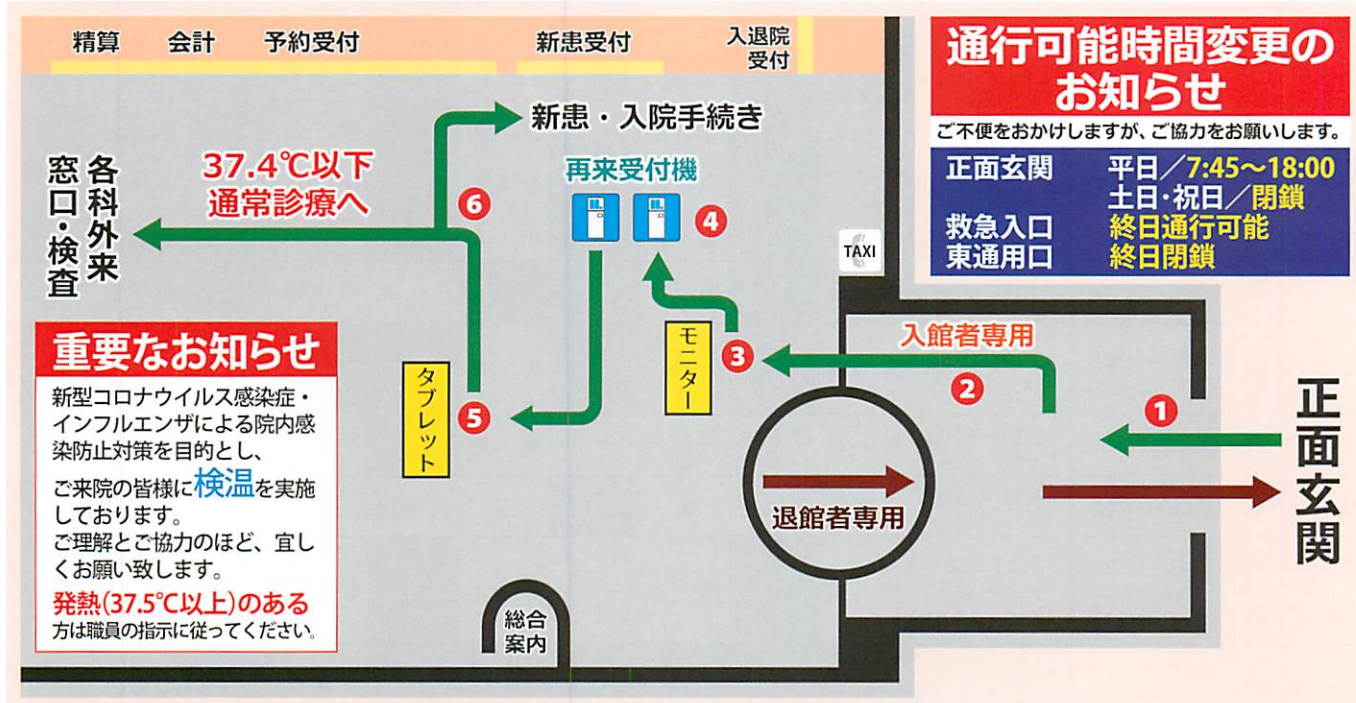 精算
会計
予約受付
新患受付
入退院
受付
通行可能時間変更の
お知らせ
ご不便をおかけしますが、ご協力をお願いします。
正面玄関 平日／7:45～18:00
土日・祝日／閉鎖
救急入口 終日通行可能
東通用口 終日閉鎖
新患・入院手続き
各科外来
窓口・検査
37.4℃以下
通常診療へ
6
再来受付機
4
TAXI
モニター
3
入館者専用
2
1
正面玄関
タブレット
5
退館者専用
総合
案内
重要なお知らせ
新型コロナウイルス感染症・
インフルエンザによる院内感
染防止対策を目的とし、
ご来院の皆様に検温を実施
しております。
ご理解とご協力のほど、宜し
くお願い致します。
発熱(37.5℃以上)のある
方は職員の指示に従ってください。